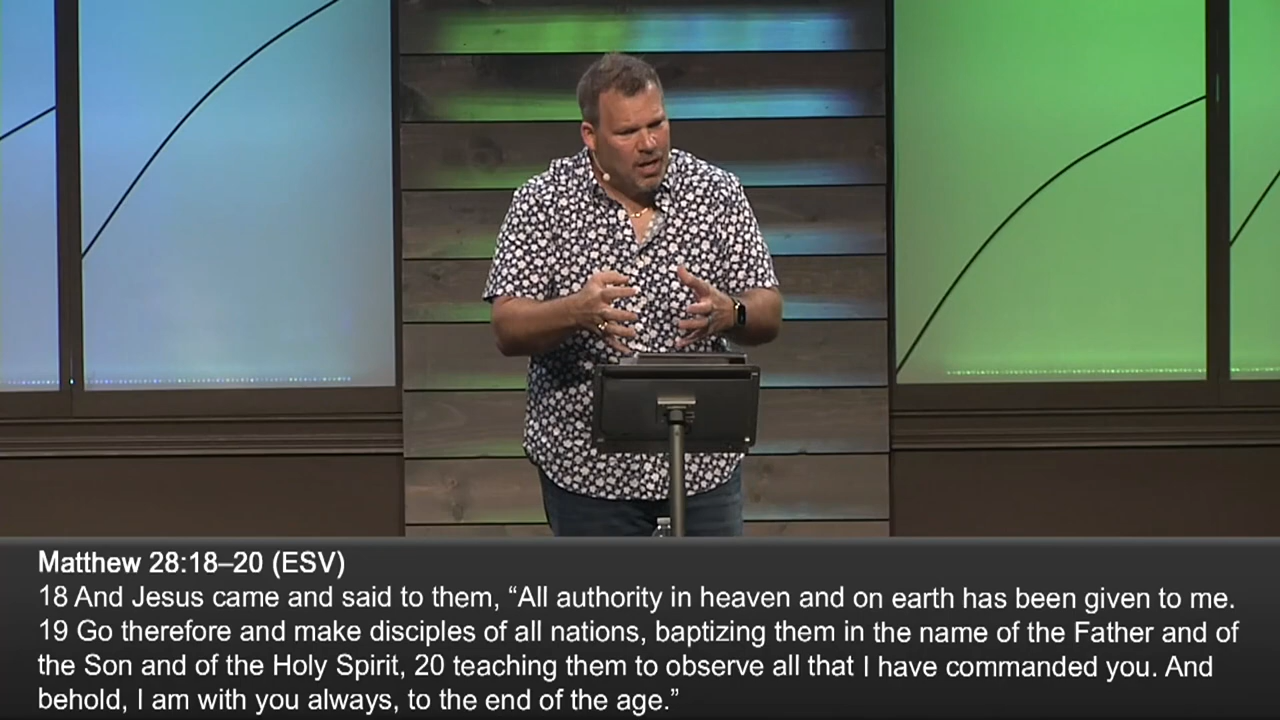 Matthew 28:18–20 (ESV)
18 And Jesus came and said to them, “All authority in heaven and on earth has been given to me.
19 Go therefore and make disciples of all nations, baptizing them in the name of the Father and of
the Son and of the Holy Spirit, 20 teaching them to observe all that I have commanded you. And
behold, I am with you always, to the end of the age.”